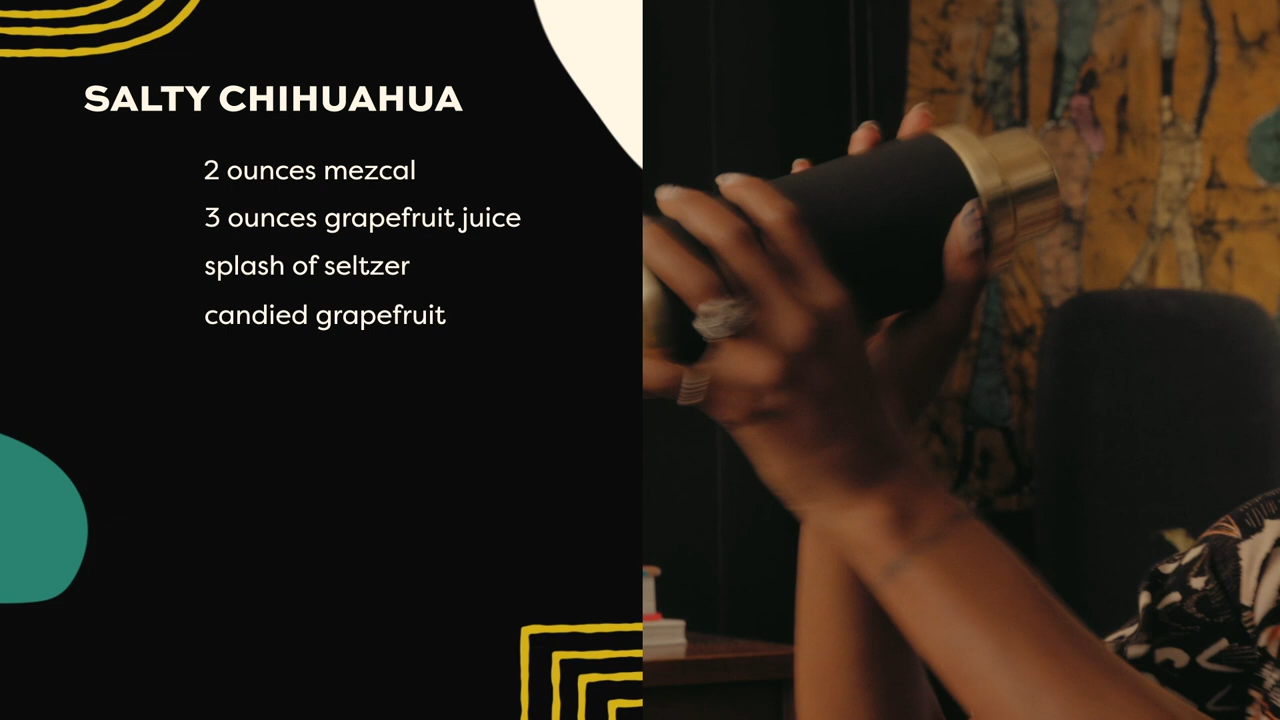 SALTY CHIHUAHUA
2 ounces mezcal
3 ounces grapefruit juice
splash of seltzer
candied grapefruit